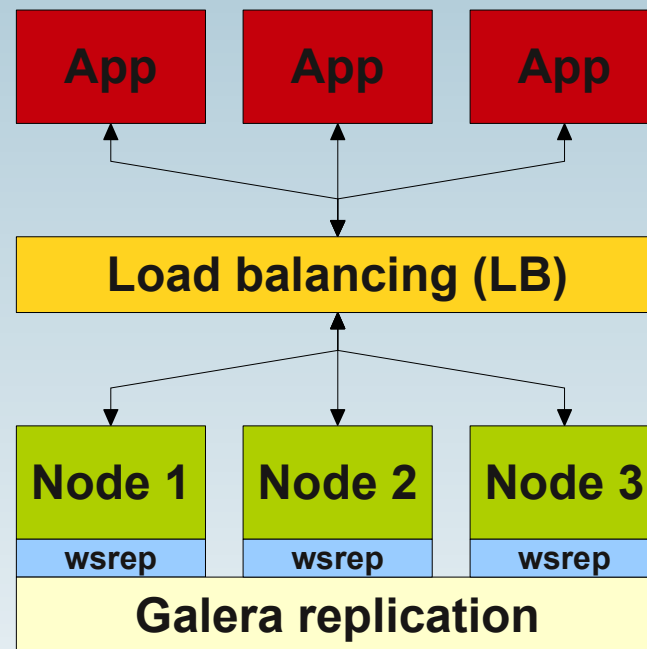 App App App
Load balancing (LB)
Node 1 Node 2 Node 3
wsrep wsrep wsrep
Galera replication